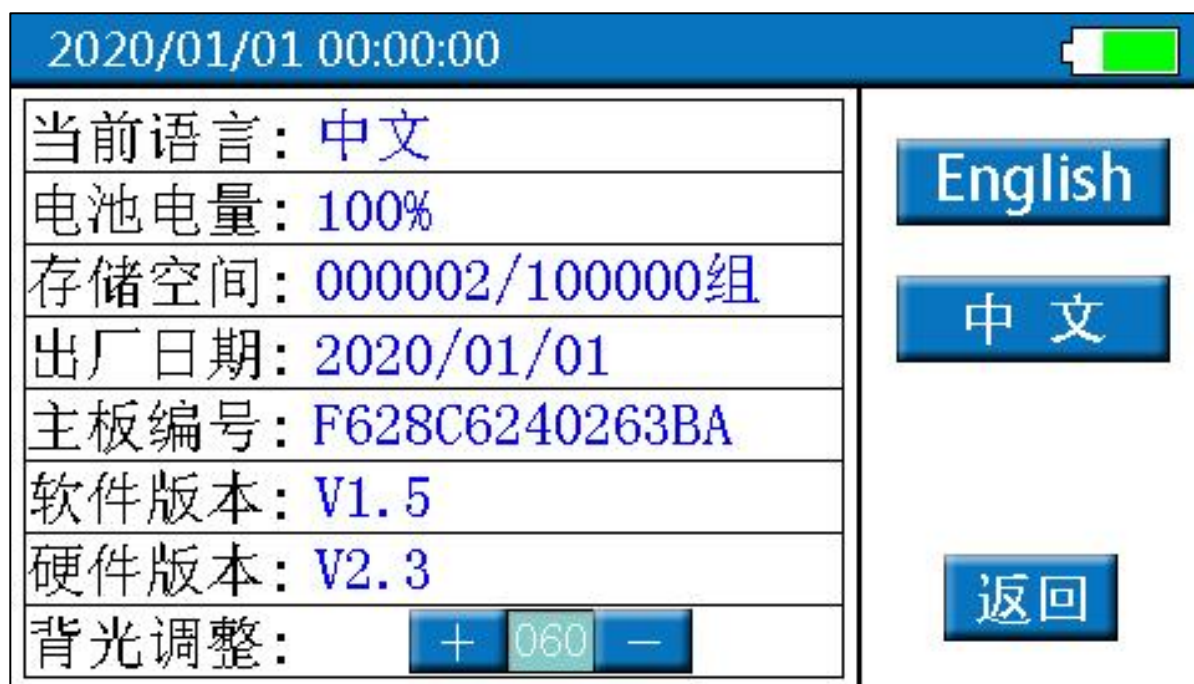 2020/01/01 00:00:00
当前语言: 中文
电池电量: 100%
存储空间: 000002/100000组
出厂日期: 2020/01/01
主板编号: F628C6240263BA
软件版本: V1.5
硬件版本: V2.3
背光调整: + 060 -
English
中 文
返回